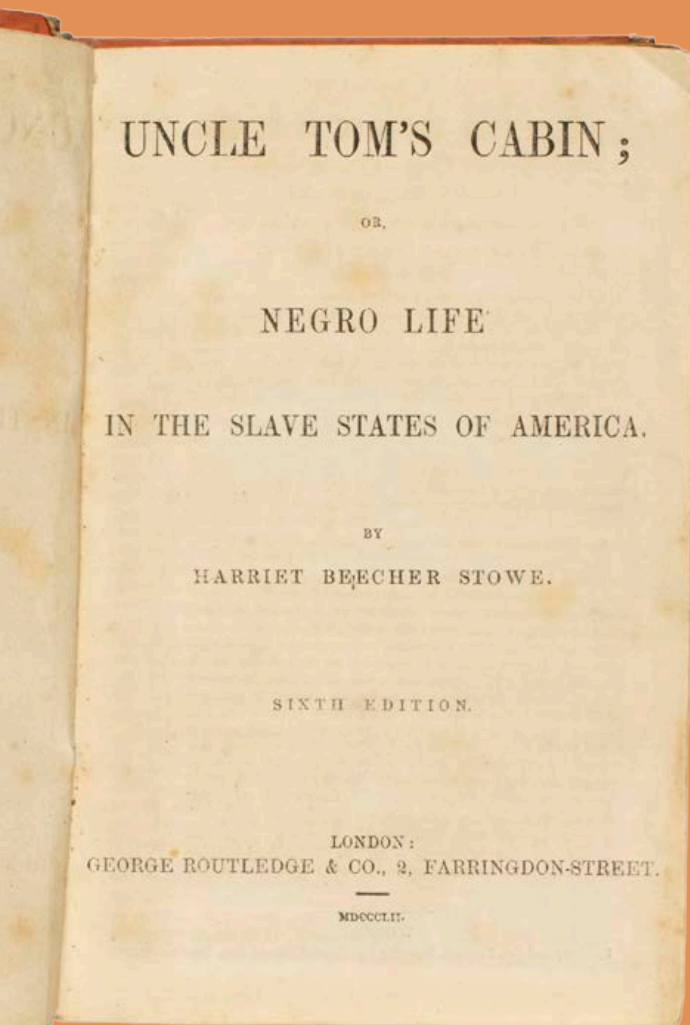 UNCLE TOM'S CABIN;
OR,
NEGRO LIFE
IN THE SLAVE STATES OF AMERICA.
BY
HARRIET BEECHER STOWE.
SIXTH EDITION.
LONDON:
GEORGE ROUTLEDGE & CO., 2, FARRINGDON-STREET.
MDCCCLII.